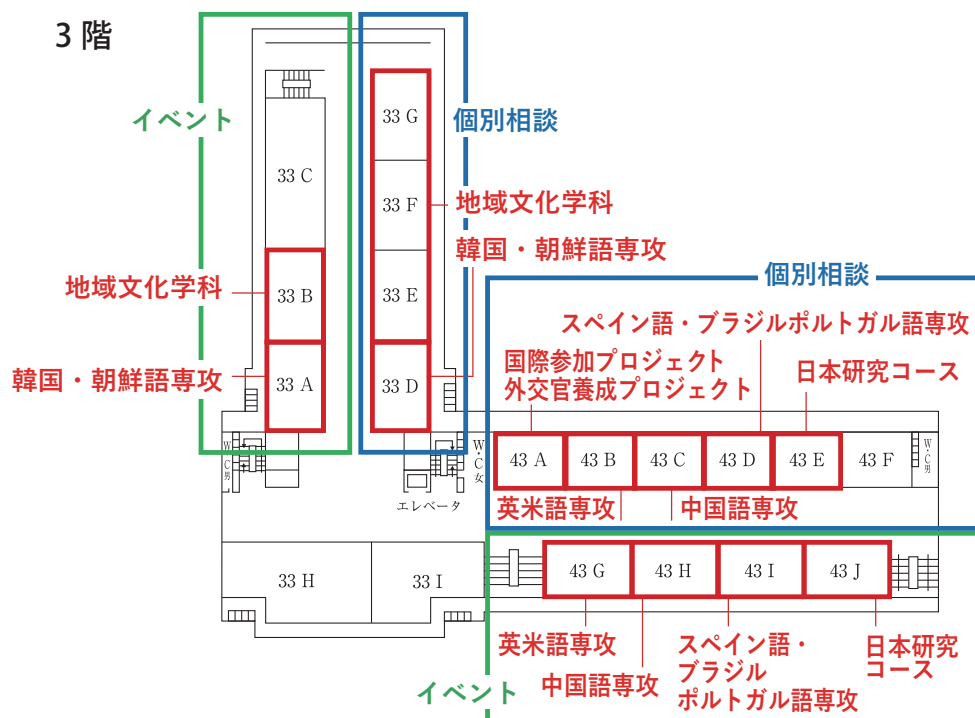 3階
イベント
個別相談
33 G
33 C
33 F
地域文化学科
韓国・朝鮮語専攻
地域文化学科
33 B
33 E
個別相談
スペイン語・ブラジルポルトガル語専攻
国際参加プロジェクト
外交官養成プロジェクト
日本研究コース
韓国・朝鮮語専攻
33 A
33 D
W・C男
W・C女
43 A
43 B
43 C
43 D
43 E
43 F
W・C男
エレベータ
英米語専攻
中国語専攻
33 H
33 I
43 G
43 H
43 I
43 J
英米語専攻
中国語専攻
スペイン語・
ブラジル
ポルトガル語専攻
日本研究
コース
イベント